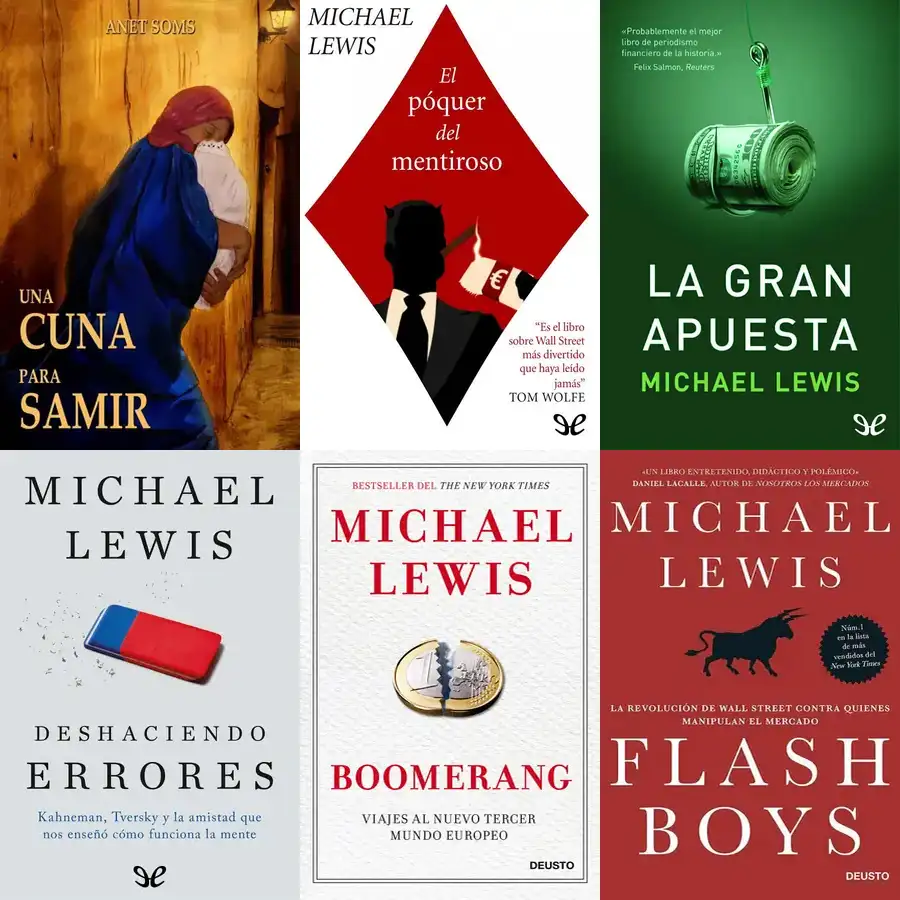 ANET SOMS
UNA
CUNA
PARA
SAMIR
MICHAEL
LEWIS
El
póquer
del
mentiroso
€
“Es el libro
sobre Wall Street
más divertido
que haya leído
jamás”
TOM WOLFE
«Probablemente el mejor
libro de periodismo
financiero de la historia.»
Felix Salmon, Reuters
100
LA GRAN
APUESTA
MICHAEL LEWIS
MICHAEL
LEWIS
DESHACIENDO
ERRORES
Kahneman, Tversky y la amistad que
nos enseñó cómo funciona la mente
BESTSELLER DEL THE NEW YORK TIMES
MICHAEL
LEWIS
1
BOOMERANG
VIAJES AL NUEVO TERCER
MUNDO EUROPEO
DEUSTO
«UN LIBRO ENTRETENIDO, DIDÁCTICO Y POLÉMICO»
DANIEL LACALLE, AUTOR DE NOSOTROS LOS MERCADOS
MICHAEL
LEWIS
Núm.1
en la lista
de más
vendidos del
New York Times
LA REVOLUCIÓN DE WALL STREET CONTRA QUIENES
MANIPULAN EL MERCADO
FLASH
BOYS
DEUSTO